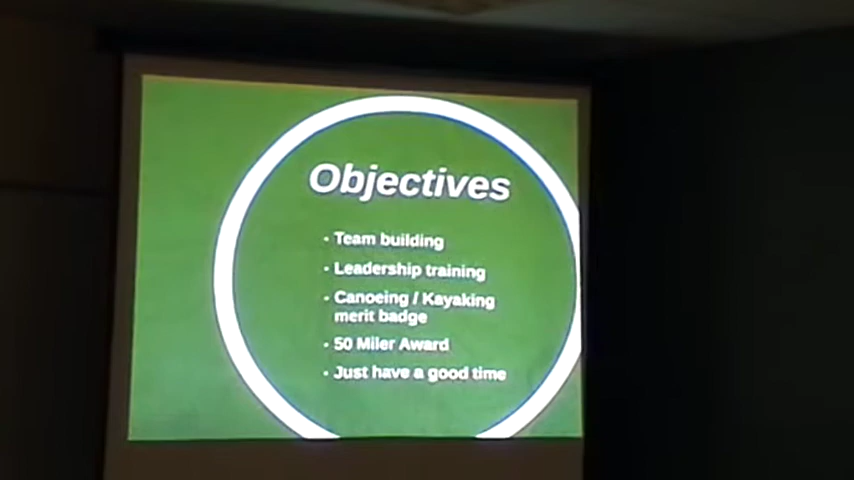 Objectives
- Team building
- Leadership training
- Canoeing / Kayaking
merit badge
- 50 Miler Award
- Just have a good time